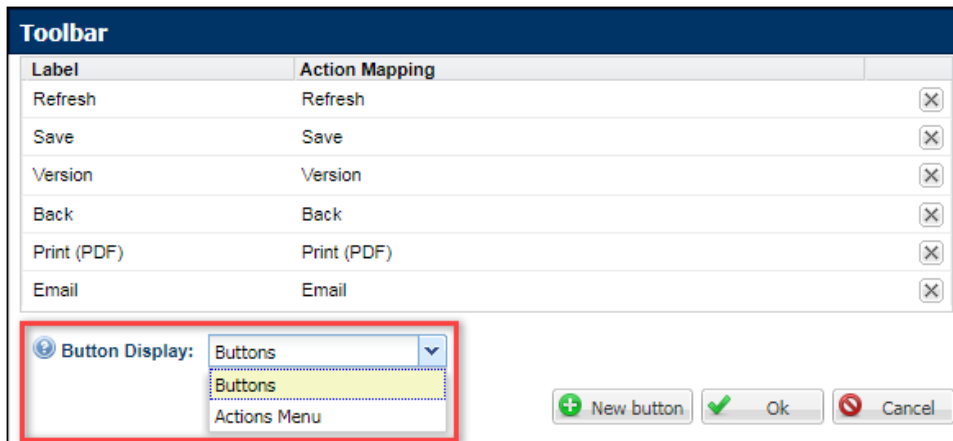 Toolbar
Label Action Mapping
Refresh Refresh
Save Save
Version Version
Back Back
Print (PDF) Print (PDF)
Email Email
Button Display: Buttons
Buttons
Actions Menu
New button Ok Cancel